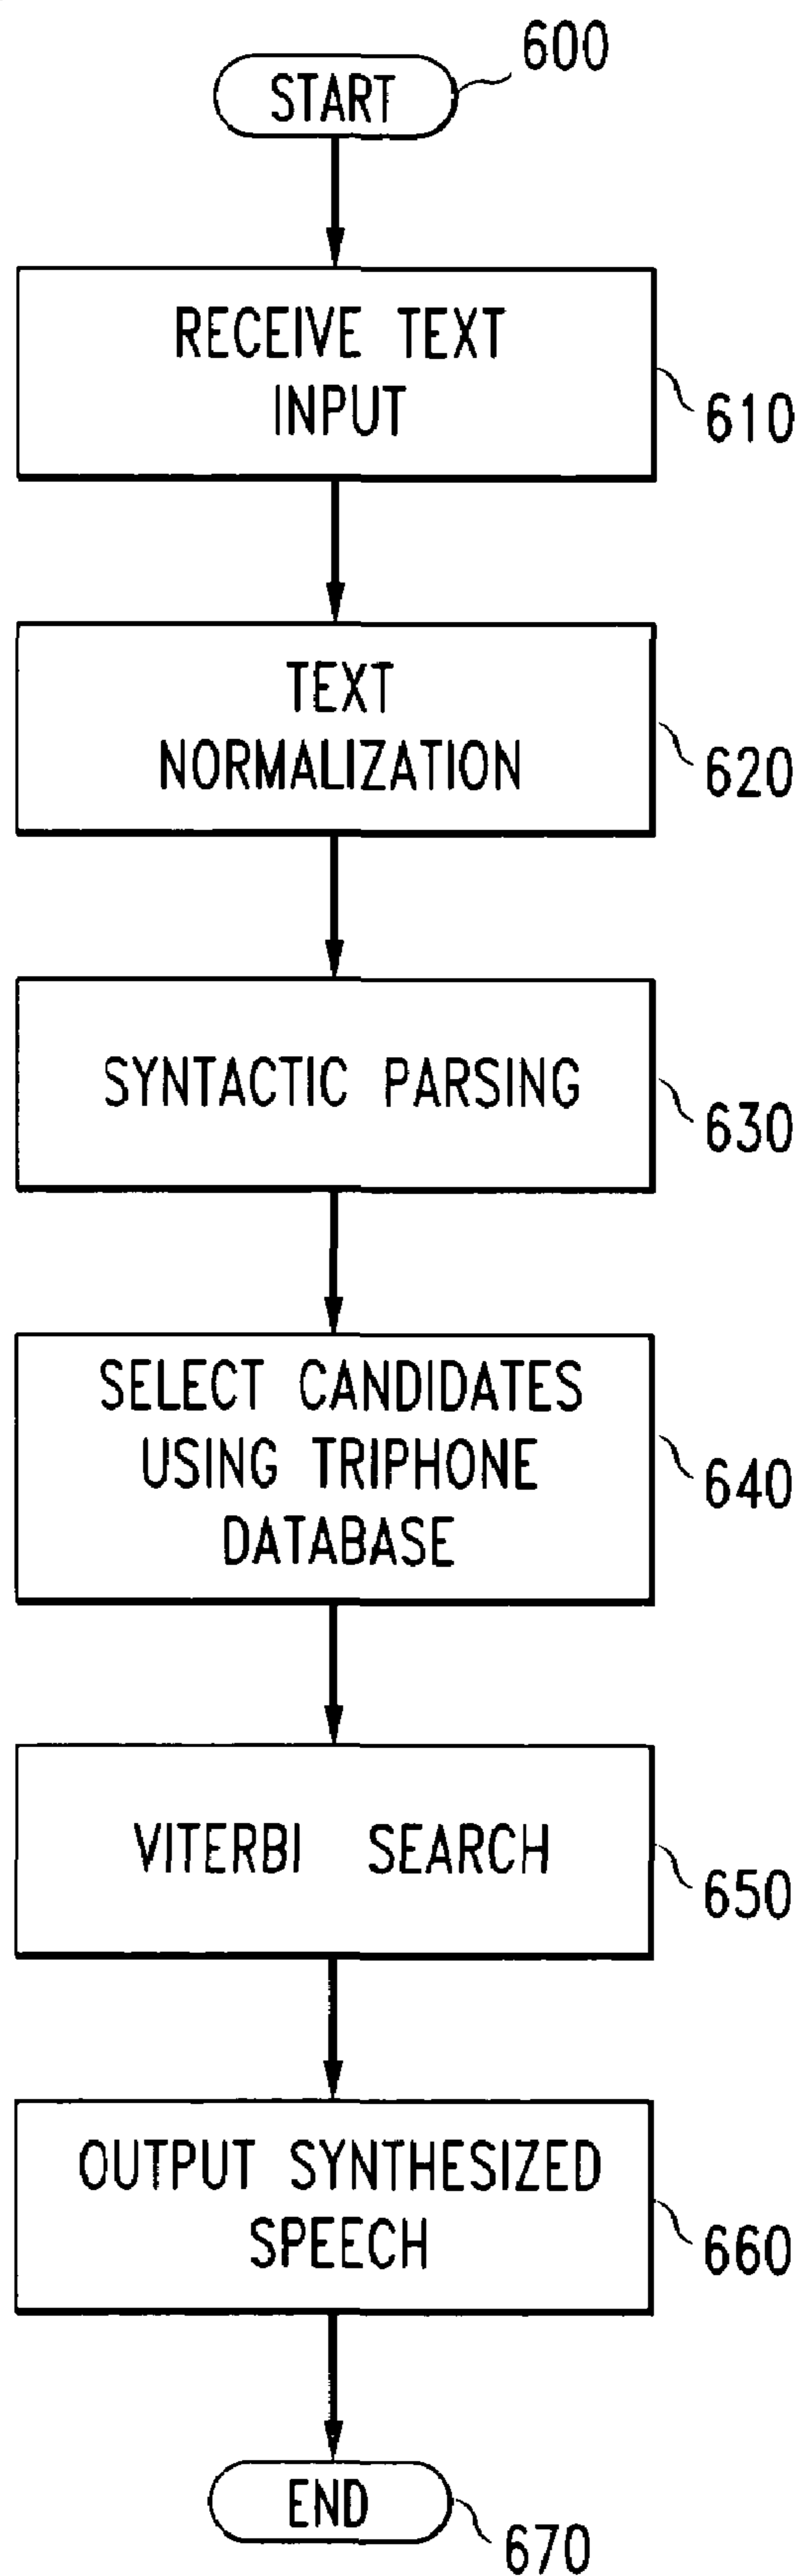 600
START
RECEIVE TEXT
INPUT
610
TEXT
NORMALIZATION
620
SYNTACTIC PARSING
630
SELECT CANDIDATES
USING TRIPHONE
DATABASE
640
VITERBI SEARCH
650
OUTPUT SYNTHESIZED
SPEECH
660
END
670